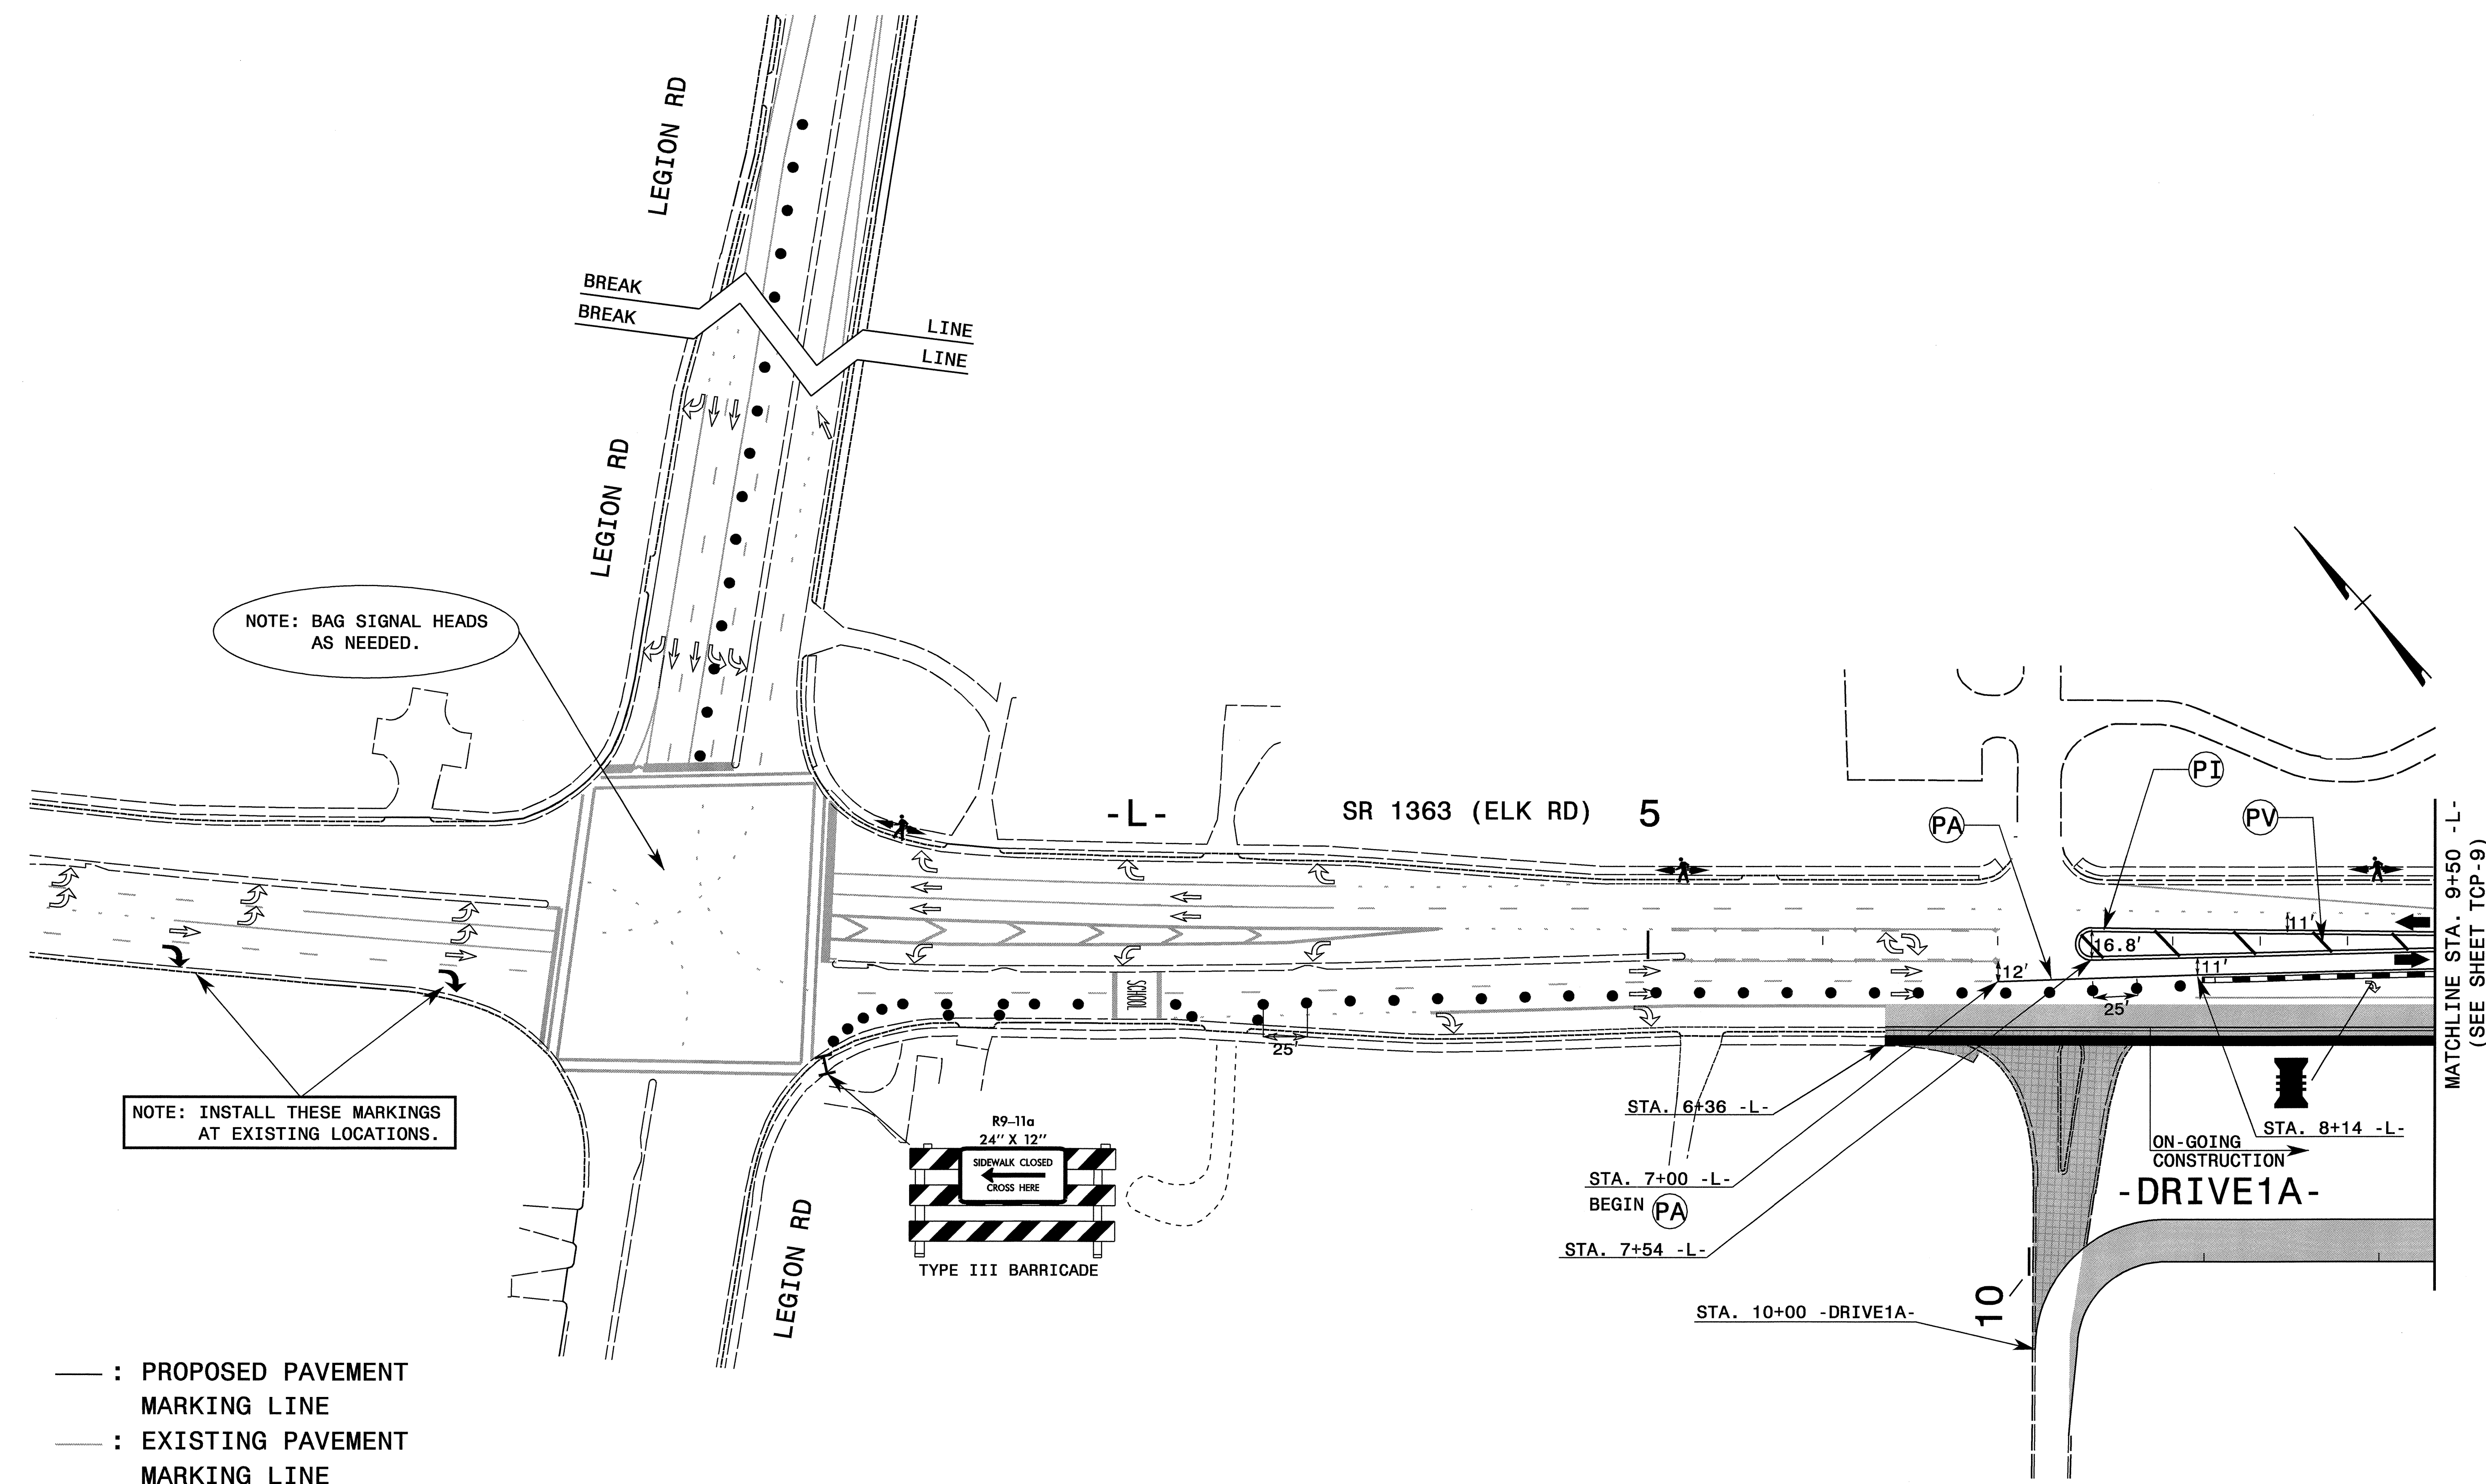 LEGION RD
BREAK
BREAK
LINE
LINE
LEGION RD
NOTE: BAG SIGNAL HEADS
AS NEEDED.
-L-
SR 1363 (ELK RD)
5
PA
PI
PV
11'
16.8'
12'
11'
25'
SCHOOL
25'
MATCHLINE STA. 9+50 -L-
(SEE SHEET TCP-9)
NOTE: INSTALL THESE MARKINGS
AT EXISTING LOCATIONS.
R9-11a
24" X 12"
SIDEWALK CLOSED
CROSS HERE
TYPE III BARRICADE
LEGION RD
STA. 6+36 -L-
STA. 7+00 -L-
BEGIN PA
STA. 7+54 -L-
STA. 8+14 -L-
ON-GOING
CONSTRUCTION
-DRIVE1A-
10
STA. 10+00 -DRIVE1A-
: PROPOSED PAVEMENT
MARKING LINE
: EXISTING PAVEMENT
MARKING LINE